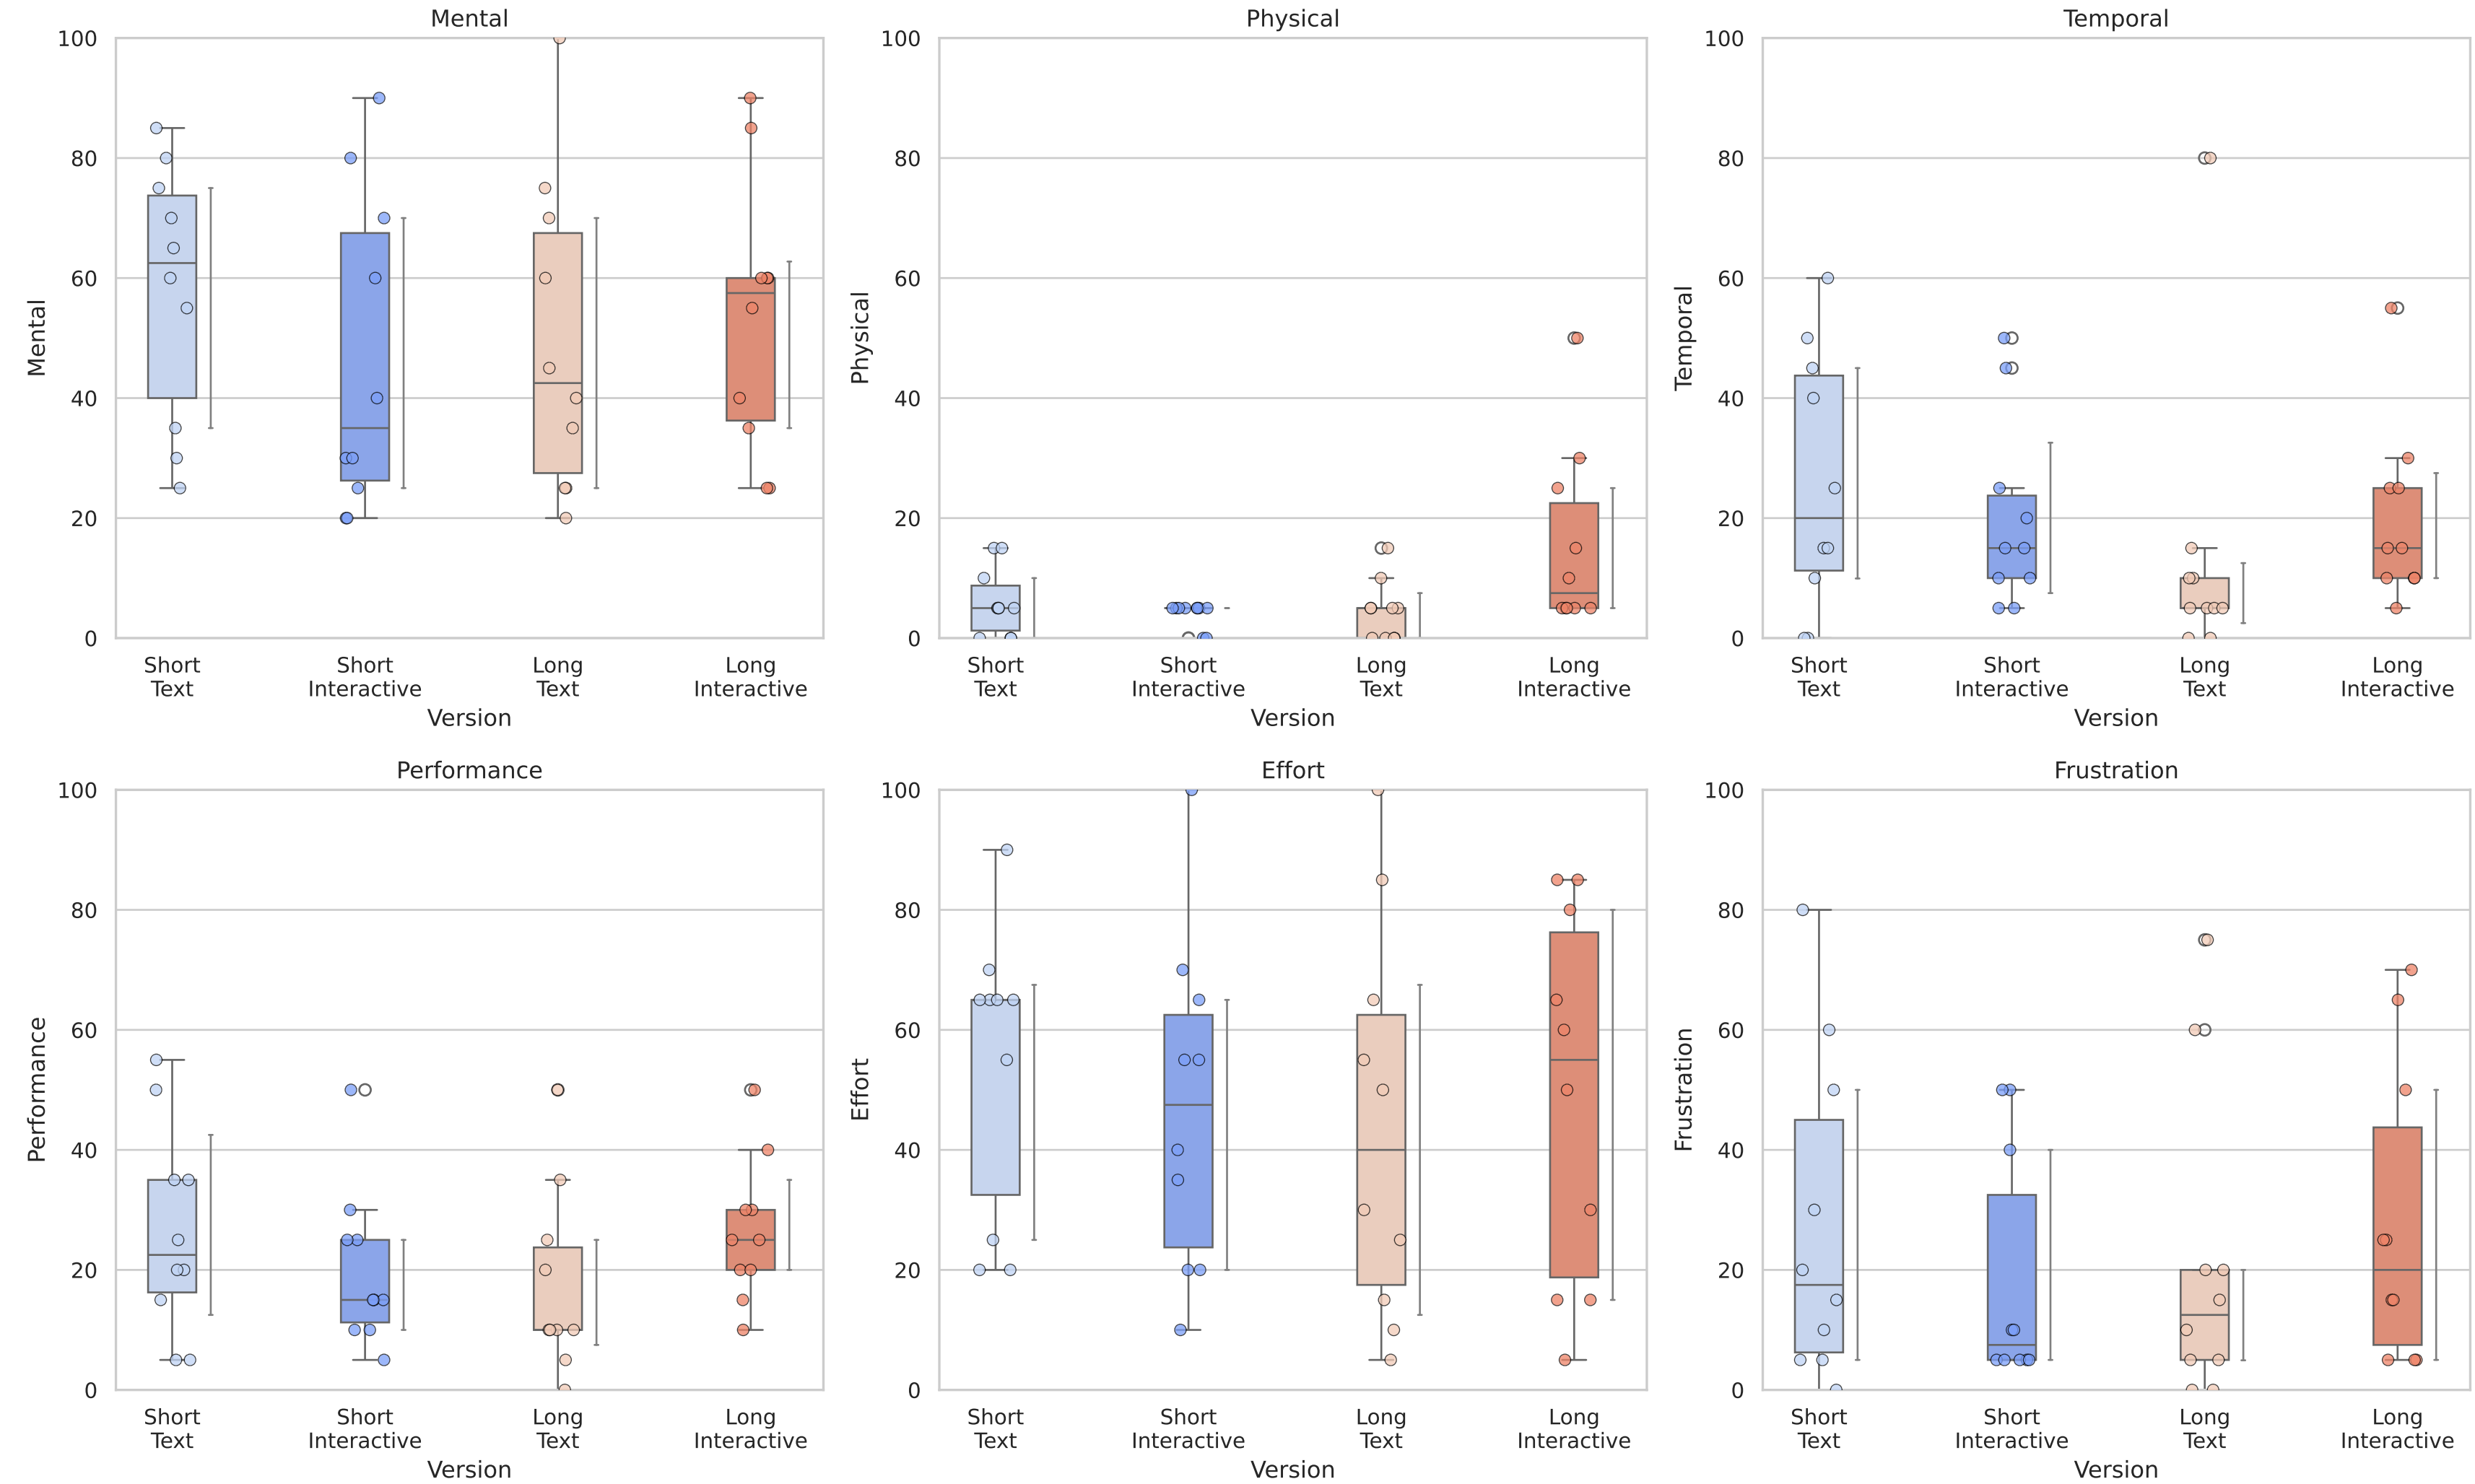 Mental
100
80
60
40
20
0
Mental
Short
Text
Short
Interactive
Long
Text
Long
Interactive
Version
Physical
100
80
60
40
20
0
Physical
Short
Text
Short
Interactive
Long
Text
Long
Interactive
Version
Temporal
100
80
60
40
20
0
Temporal
Short
Text
Short
Interactive
Long
Text
Long
Interactive
Version
Performance
100
80
60
40
20
0
Performance
Short
Text
Short
Interactive
Long
Text
Long
Interactive
Version
Effort
100
80
60
40
20
0
Effort
Short
Text
Short
Interactive
Long
Text
Long
Interactive
Version
Frustration
100
80
60
40
20
0
Frustration
Short
Text
Short
Interactive
Long
Text
Long
Interactive
Version